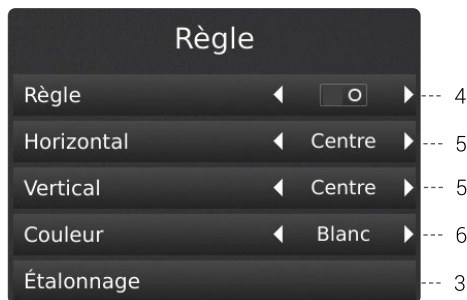 Règle
Règle 4
Horizontal Centre 5
Vertical Centre 5
Couleur Blanc 6
Étalonnage 3